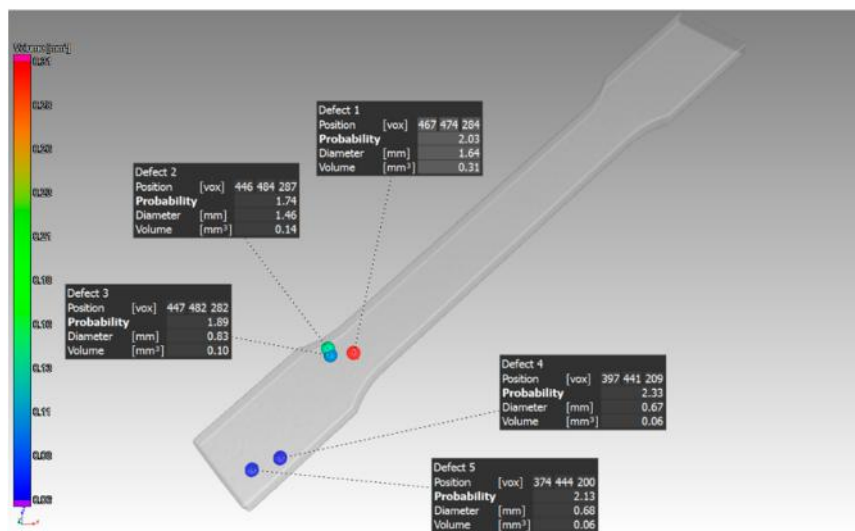 Volume [mm³]
0.31
Defect 1
Position [vox] 467 474 284
Probability 2.03
Diameter [mm] 1.64
Volume [mm³] 0.31
Defect 2
Position [vox] 446 484 287
Probability 1.74
Diameter [mm] 1.46
Volume [mm³] 0.14
Defect 3
Position [vox] 447 482 282
Probability 1.89
Diameter [mm] 0.83
Volume [mm³] 0.10
Defect 4
Position [vox] 397 441 209
Probability 2.33
Diameter [mm] 0.67
Volume [mm³] 0.06
Defect 5
Position [vox] 374 444 200
Probability 2.13
Diameter [mm] 0.68
Volume [mm³] 0.06